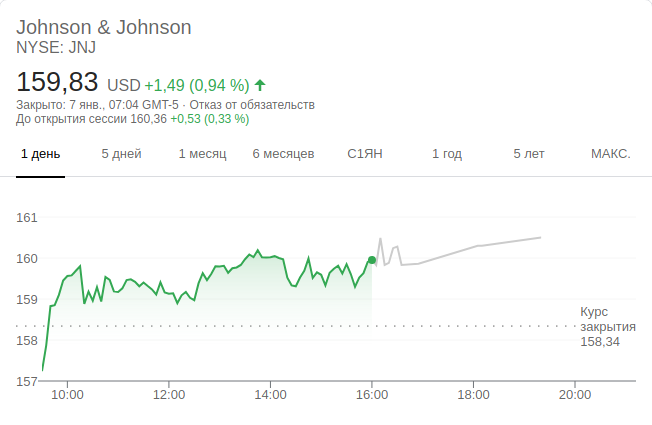 Johnson & Johnson
NYSE: JNJ
159,83 USD +1,49 (0,94 %)
Закрыто: 7 янв., 07:04 GMT-5 · Отказ от обязательств
До открытия сессии 160,36 +0,53 (0,33 %)
1 день 5 дней 1 месяц 6 месяцев С1ЯН 1 год 5 лет МАКС.
161
160
159
Курс
закрытия
158,34
158
157
10:00 12:00 14:00 16:00 18:00 20:00